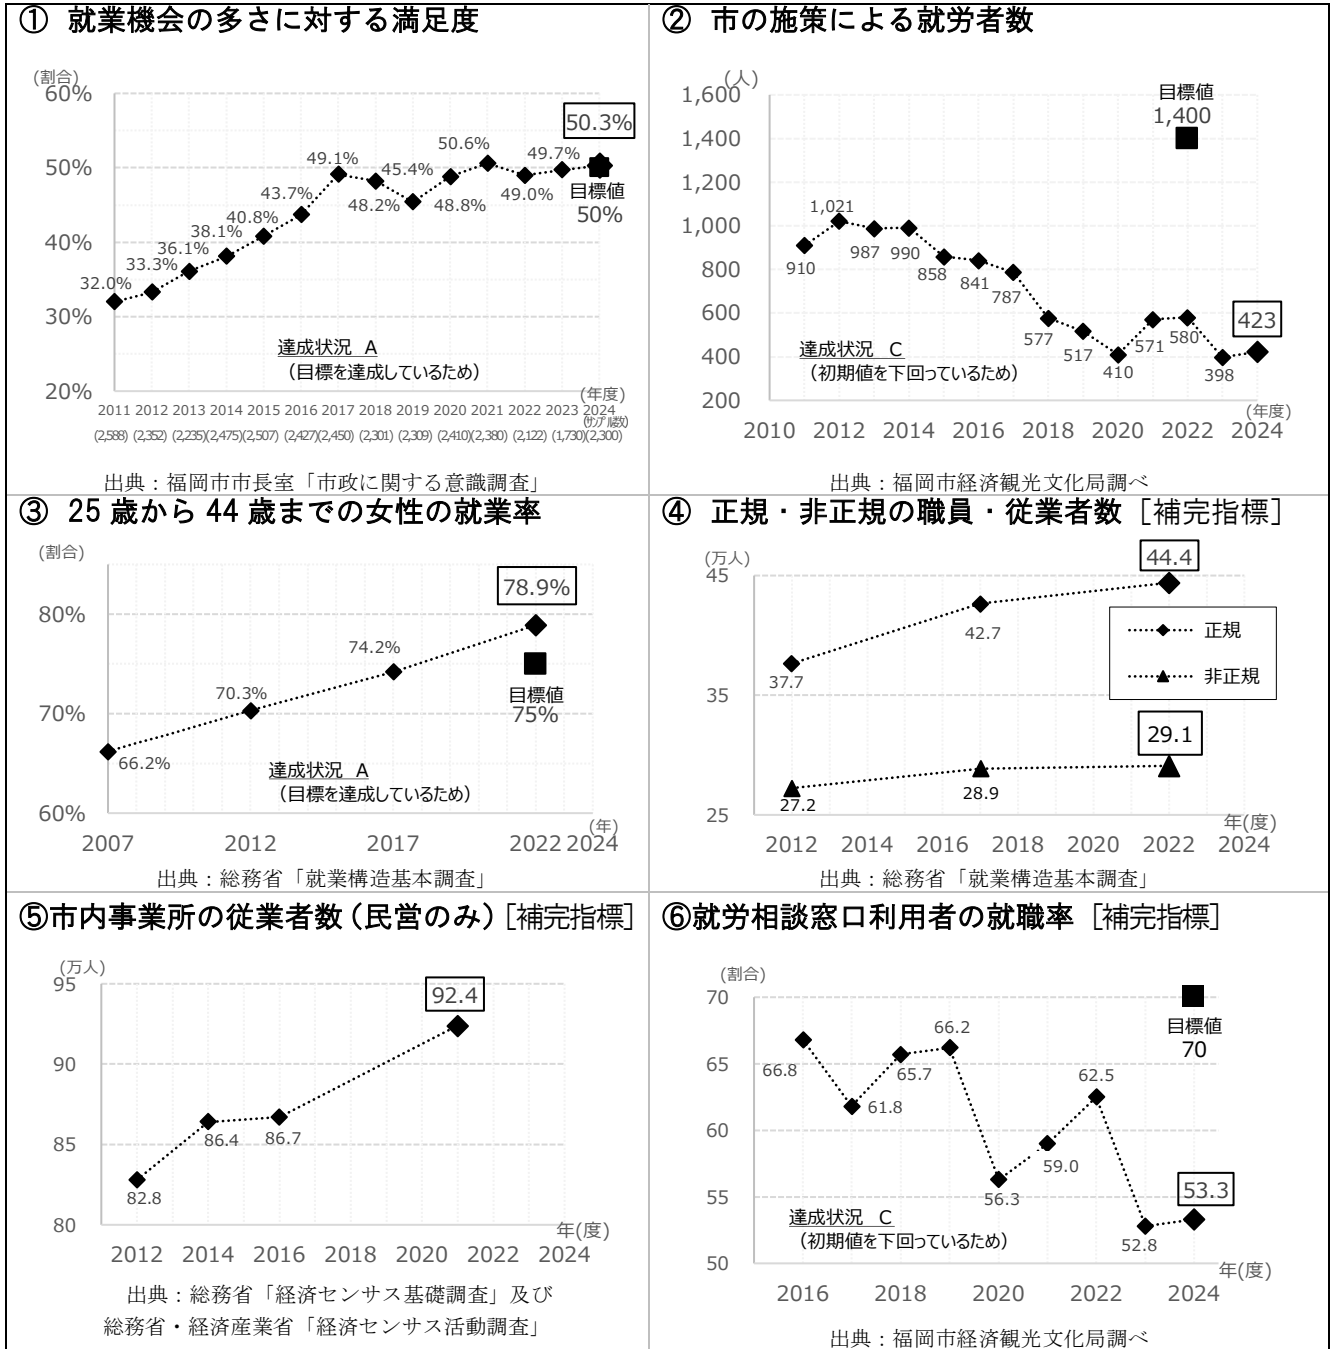 ① 就業機会の多さに対する満足度
(割合)
60%
50%
40%
30%
20%
32.0%
33.3%
36.1%
38.1%
40.8%
43.7%
49.1%
48.2%
45.4%
48.8%
50.6%
49.0%
49.7%
50.3%
目標値
50%
達成状況 A
（目標を達成しているため）
(年度)
2011 2012 2013 2014 2015 2016 2017 2018 2019 2020 2021 2022 2023 2024
(サンプル数)
(2,588) (2,352) (2,235)(2,475)(2,507) (2,427)(2,450) (2,301) (2,309) (2,410)(2,380) (2,122) (1,730)(2,300)
出典：福岡市市長室「市政に関する意識調査」
② 市の施策による就労者数
(人)
1,600
1,400
1,200
1,000
800
600
400
200
910
1,021
987
990
858
841
787
577
517
410
571
580
398
423
目標値
1,400
達成状況 C
（初期値を下回っているため）
(年度)
2010 2012 2014 2016 2018 2020 2022 2024
出典：福岡市経済観光文化局調べ
③ 25 歳から 44 歳までの女性の就業率
(割合)
80%
70%
60%
66.2%
70.3%
74.2%
78.9%
目標値
75%
達成状況 A
（目標を達成しているため）
(年)
2007 2012 2017 2022 2024
出典：総務省「就業構造基本調査」
④ 正規・非正規の職員・従業者数［補完指標］
(万人)
45
35
25
37.7
42.7
44.4
正規
非正規
27.2
28.9
29.1
年(度)
2012 2014 2016 2018 2020 2022 2024
出典：総務省「就業構造基本調査」
⑤市内事業所の従業者数（民営のみ）［補完指標］
(万人)
95
90
85
80
82.8
86.4
86.7
92.4
年(度)
2012 2014 2016 2018 2020 2022 2024
出典：総務省「経済センサス基礎調査」及び
総務省・経済産業省「経済センサス活動調査」
⑥就労相談窓口利用者の就職率［補完指標］
(割合)
70
65
60
55
50
66.8
61.8
65.7
66.2
56.3
59.0
62.5
52.8
53.3
目標値
70
達成状況 C
（初期値を下回っているため）
年(度)
2016 2018 2020 2022 2024
出典：福岡市経済観光文化局調べ